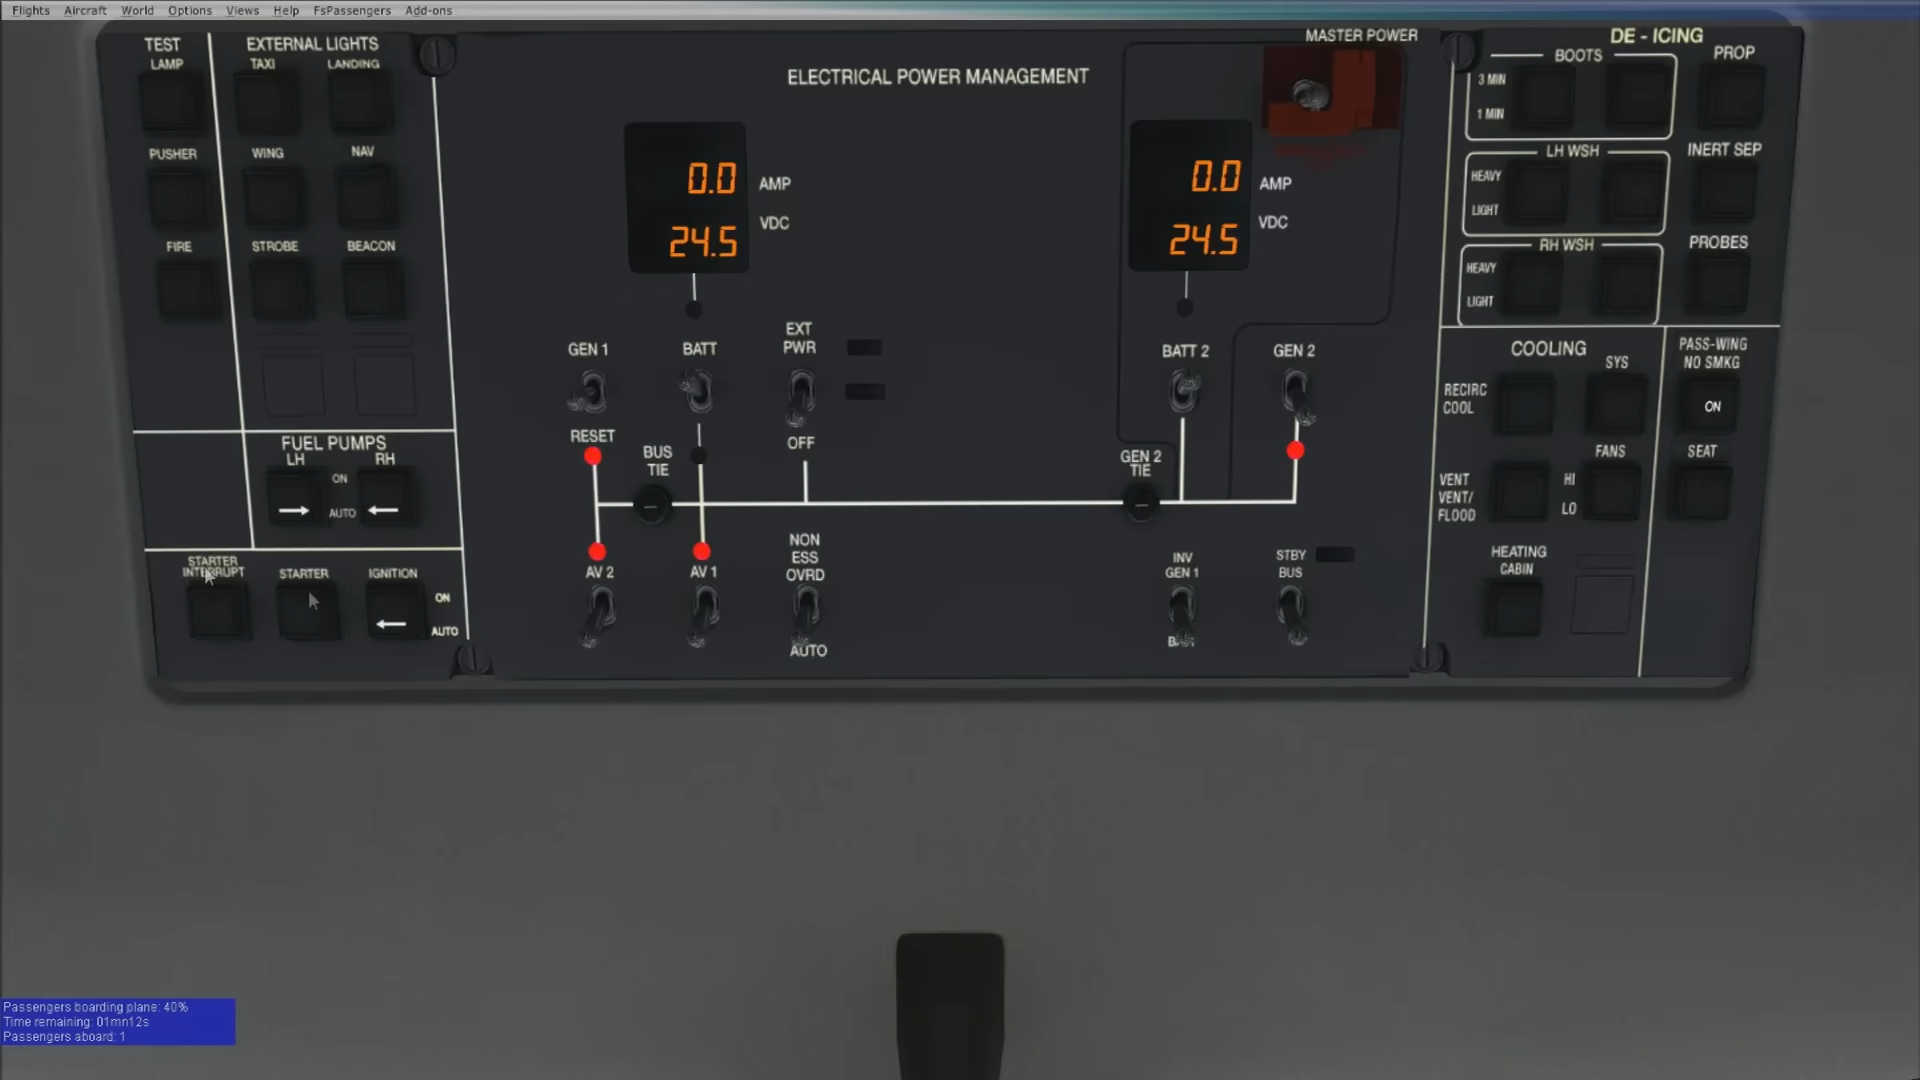 Flights Aircraft World Options Views Help FsPassengers Add-ons
TEST
LAMP
PUSHER
FIRE
EXTERNAL LIGHTS
TAXI LANDING
WING NAV
STROBE BEACON
FUEL PUMPS
LH RH
ON
AUTO
STARTER
INTERRUPT
STARTER
IGNITION
ON
AUTO
ELECTRICAL POWER MANAGEMENT
MASTER POWER
0.0 AMP
24.5 VDC
0.0 AMP
24.5 VDC
GEN 1
RESET
BATT
EXT
PWR
OFF
BUS
TIE
BATT 2
GEN 2
GEN 2
TIE
AV 2
AV 1
NON
ESS
OVRD
AUTO
INV
GEN 1
STBY
BUS
DE - ICING
BOOTS
3 MIN
1 MIN
PROP
LH WSH
HEAVY
LIGHT
INERT SEP
RH WSH
HEAVY
LIGHT
PROBES
COOLING
SYS
RECIRC
COOL
FANS
VENT
VENT/
FLOOD
HI
LO
HEATING
CABIN
PASS-WING
NO SMKG
ON
SEAT
Passengers boarding plane: 40%
Time remaining: 01mn12s
Passengers aboard: 1